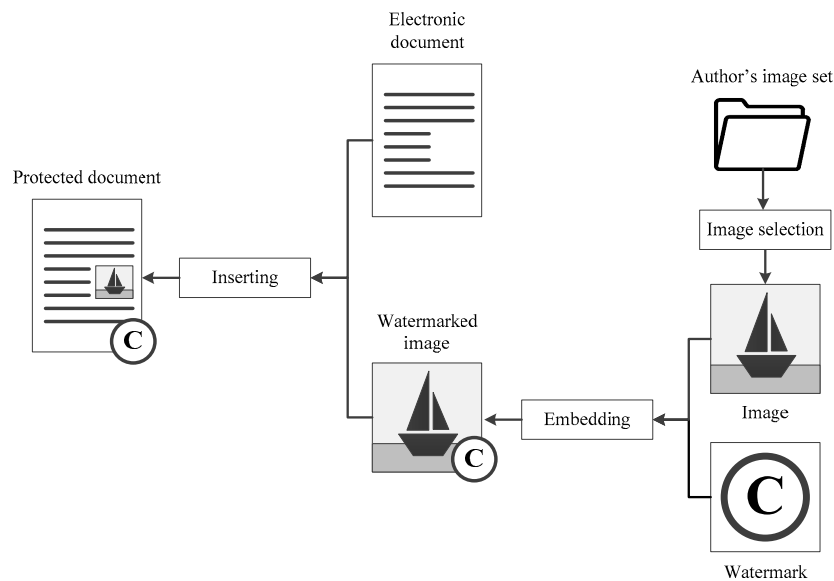 Electronic
document
Author's image set
Protected document
Image selection
Inserting
Watermarked
image
C
C
Embedding
Image
C
Watermark